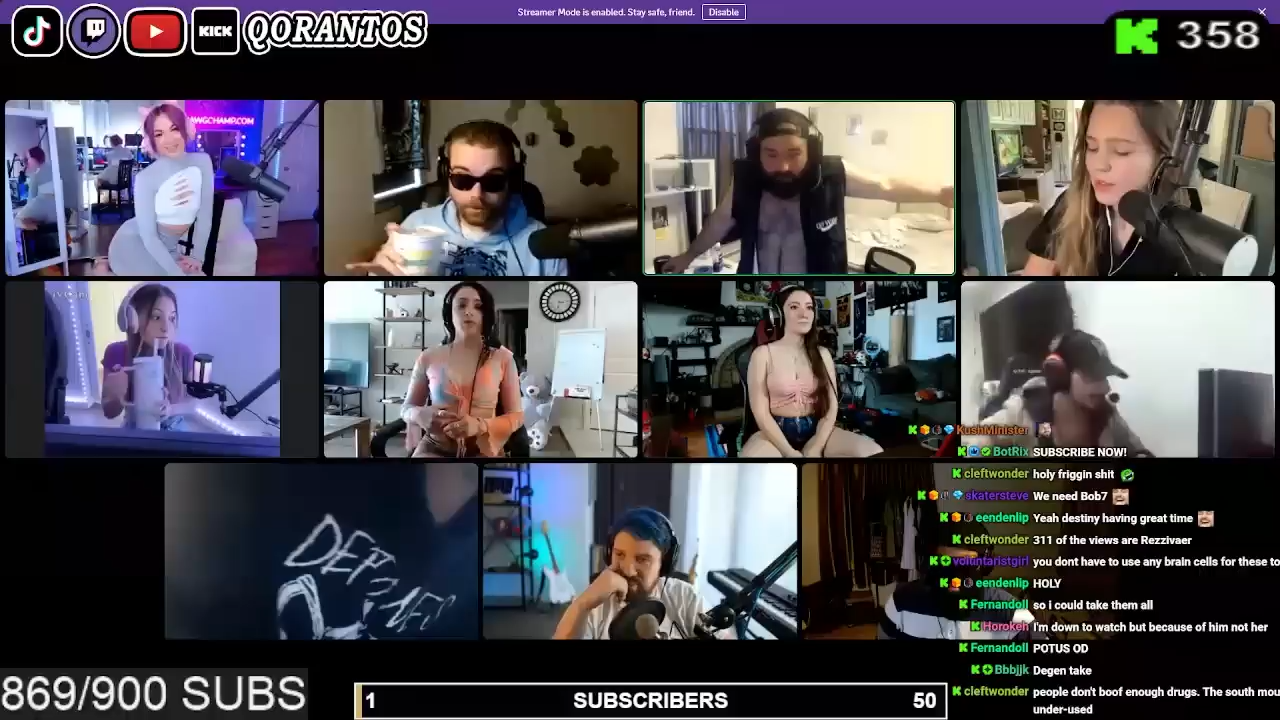 Streamer Mode is enabled. Stay safe, friend. Disable
KICK QORANTOS
358
AWGCHAMP.COM
KushMinister
BotRix SUBSCRIBE NOW!
cleftwonder holy friggin shit
skatersteve We need Bob7
eendenlip Yeah destiny having great time
cleftwonder 311 of the views are Rezzivaer
voluntaristgirl you dont have to use any brain cells for these to
eendenlip HOLY
Fernandoll so i could take them all
Horokeh I'm down to watch but because of him not her
Fernandoll POTUS OD
Bbbjjk Degen take
cleftwonder people don't boof enough drugs. The south mou
under-used
869/900 SUBS
1 SUBSCRIBERS 50